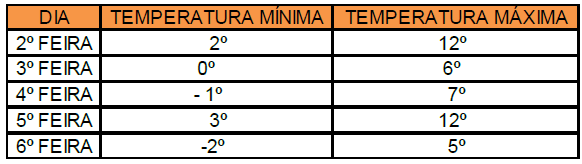 DIA TEMPERATURA MÍNIMA TEMPERATURA MÁXIMA
2º FEIRA 2º 12º
3º FEIRA 0º 6º
4º FEIRA - 1º 7º
5º FEIRA 3º 12º
6º FEIRA -2º 5º